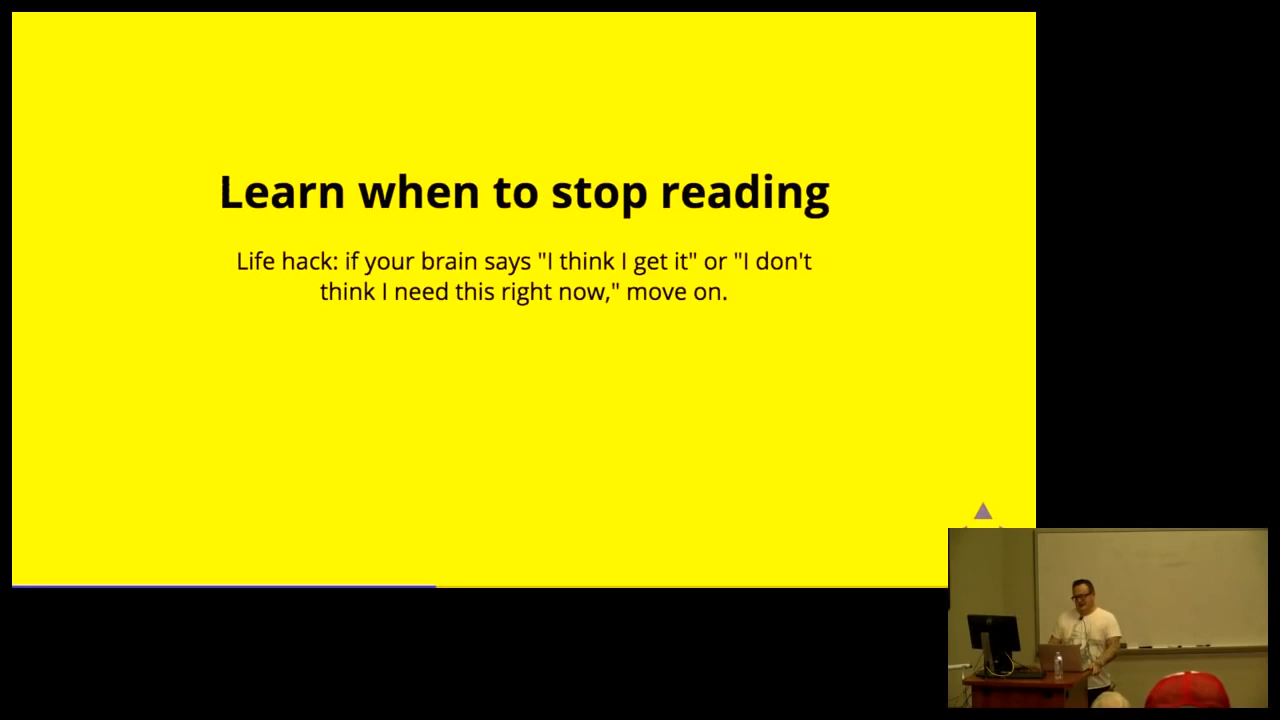 Learn when to stop reading
Life hack: if your brain says "I think I get it" or "I don't
think I need this right now," move on.